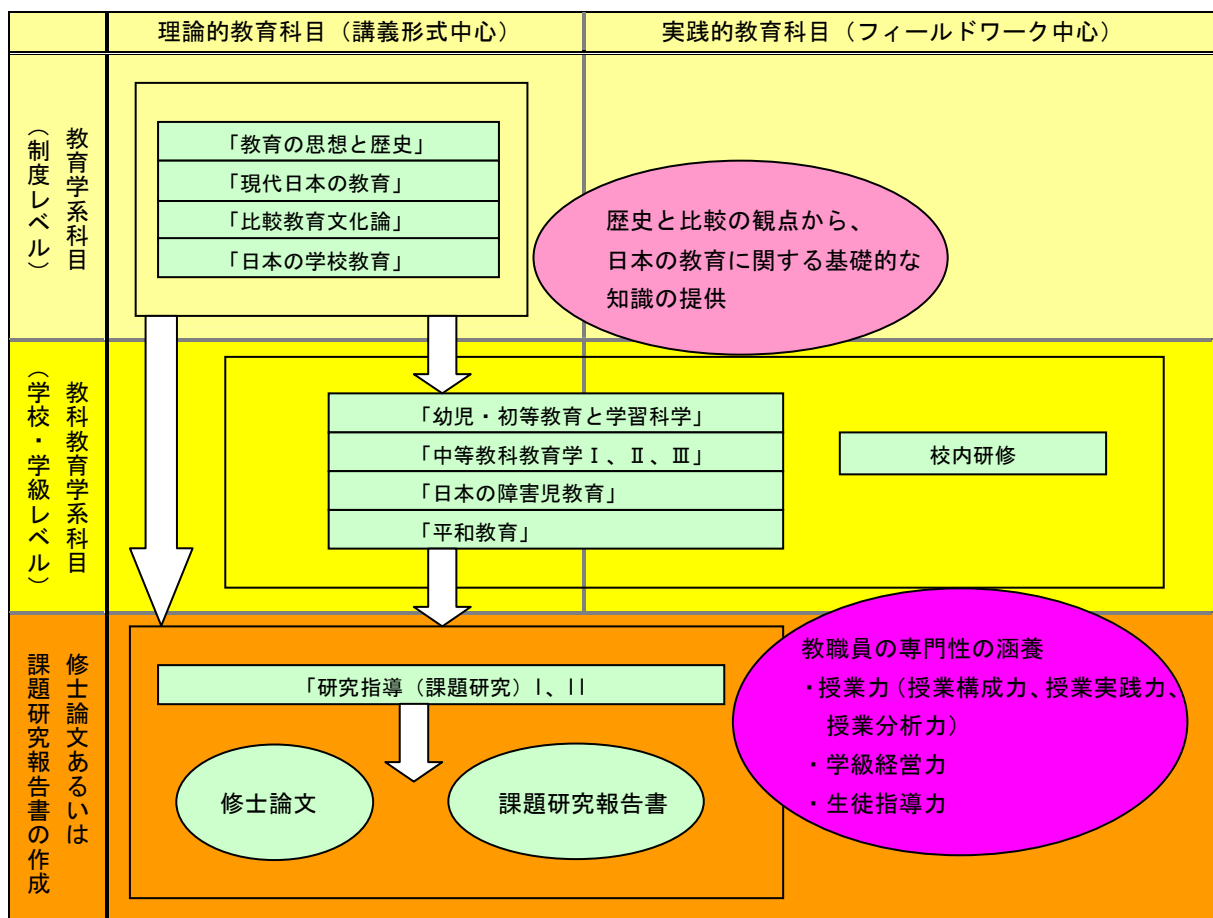 理論的教育科目（講義形式中心）
実践的教育科目（フィールドワーク中心）
教育学系科目
（制度レベル）
「教育の思想と歴史」
「現代日本の教育」
「比較教育文化論」
「日本の学校教育」
歴史と比較の観点から、
日本の教育に関する基礎的な
知識の提供
教科教育学系科目
（学校・学級レベル）
「幼児・初等教育と学習科学」
「中等教科教育学Ⅰ、Ⅱ、Ⅲ」
「日本の障害児教育」
「平和教育」
校内研修
修士論文あるいは
課題研究報告書の作成
「研究指導（課題研究）Ⅰ、ⅠⅠ
修士論文
課題研究報告書
教職員の専門性の涵養
・授業力（授業構成力、授業実践力、
授業分析力）
・学級経営力
・生徒指導力